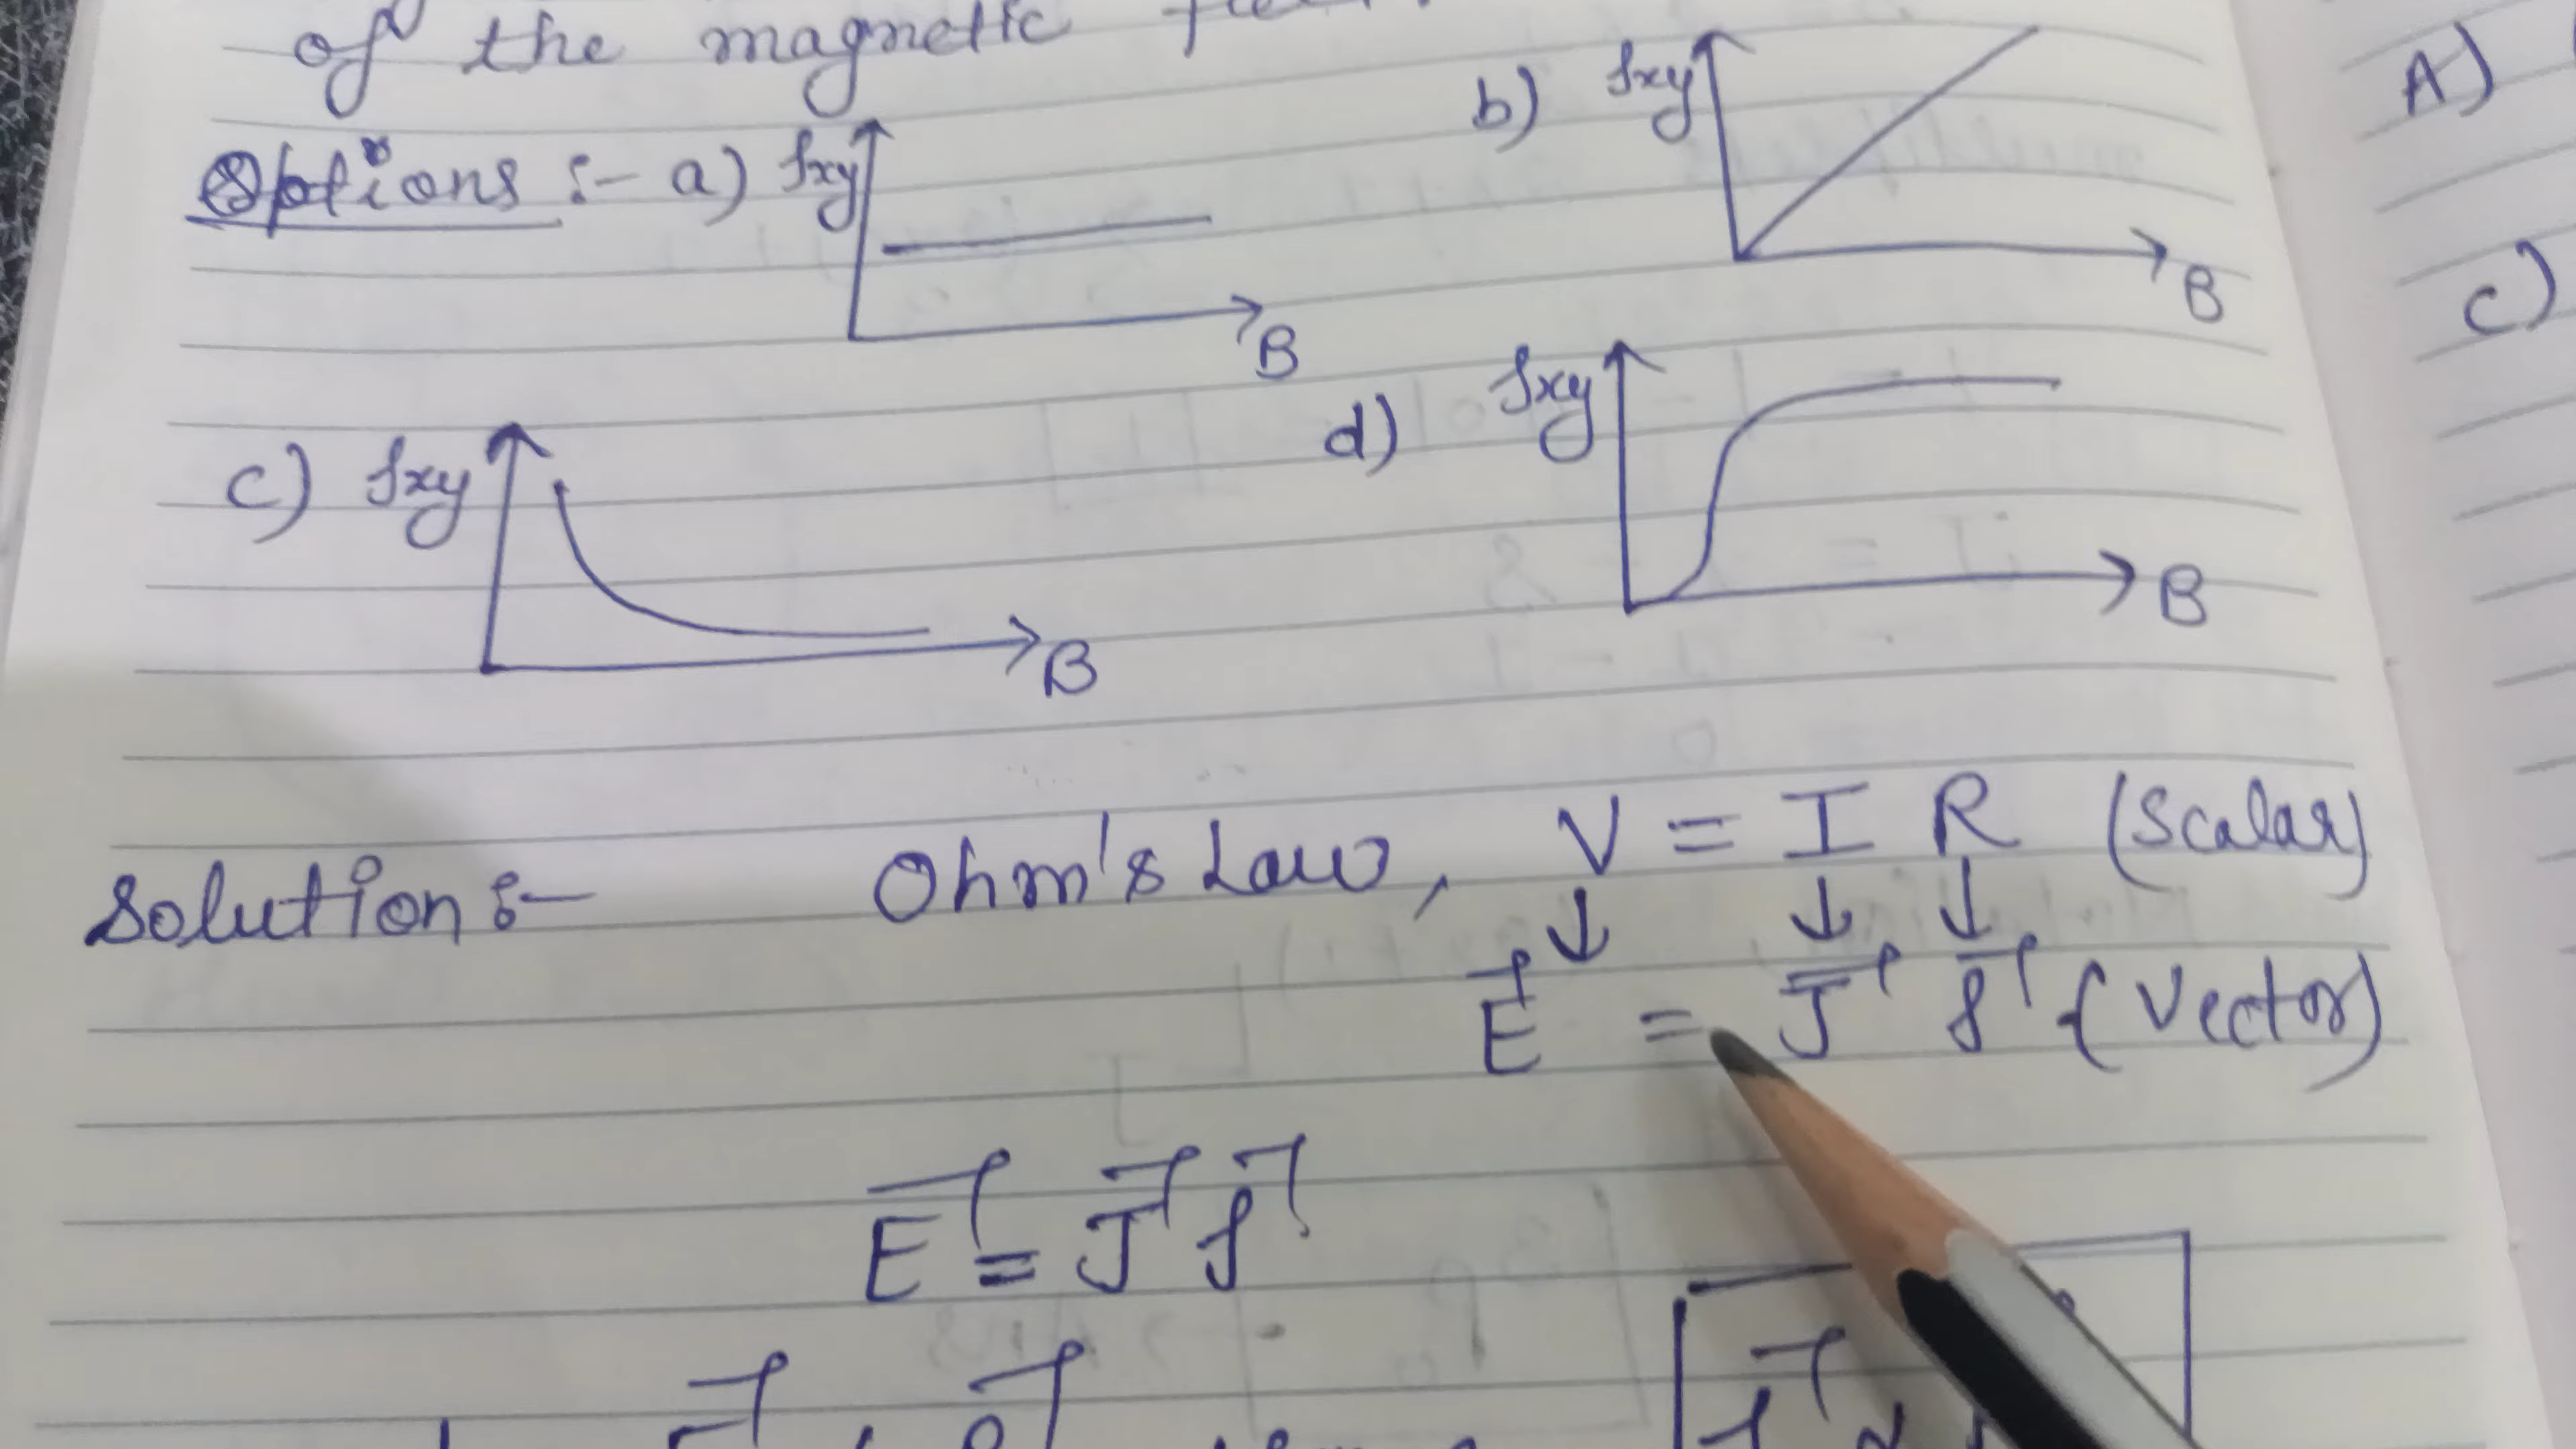 of the magnetic
Options :- a) ρxy B
b) ρxy B
c) ρxy B
d) ρxy B
Solution :- Ohm's Law, V = I R (Scalar)
↓ ↓ ↓
E⃗ = J⃗ ρ⃗ (Vector)
E⃗ = J⃗ ρ⃗
A)
C)